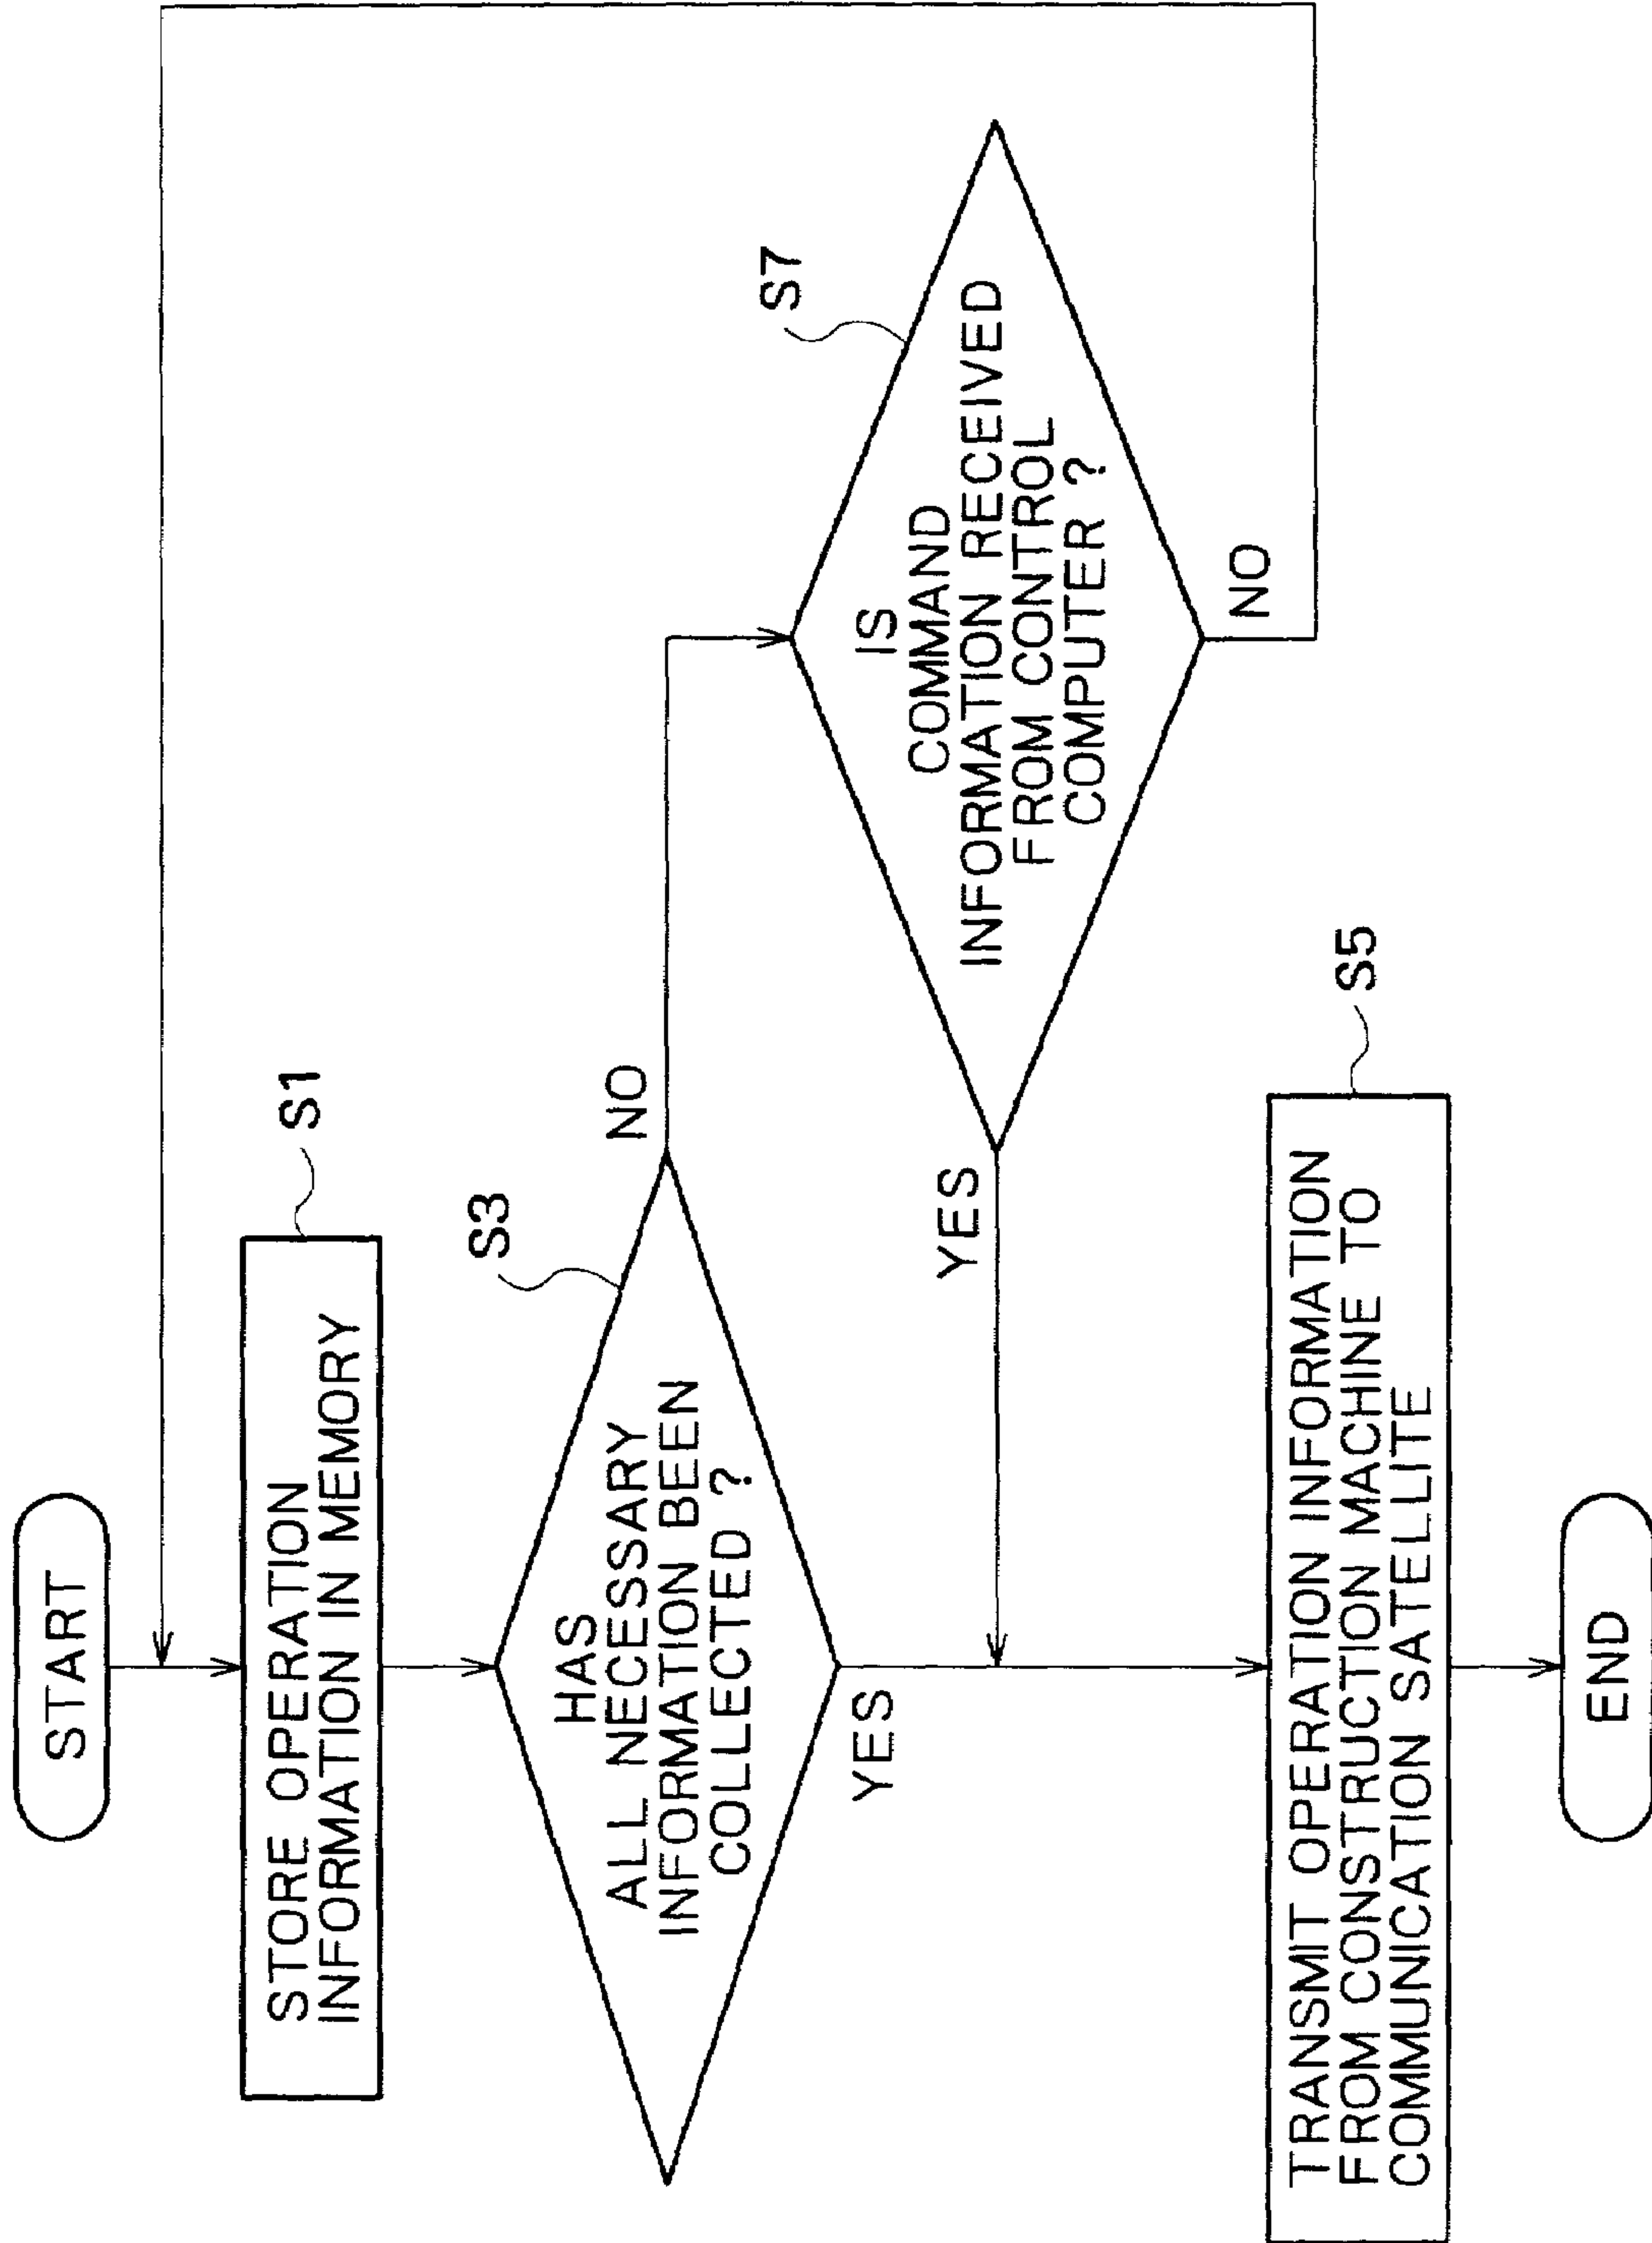 START
STORE OPERATION
INFORMATION IN MEMORY
S1
HAS
ALL NECESSARY
INFORMATION BEEN
COLLECTED ?
S3
NO
YES
IS
COMMAND
INFORMATION RECEIVED
FROM CONTROL
COMPUTER ?
S7
YES
NO
TRANSMIT OPERATION INFORMATION
FROM CONSTRUCTION MACHINE TO
COMMUNICATION SATELLITE
S5
END